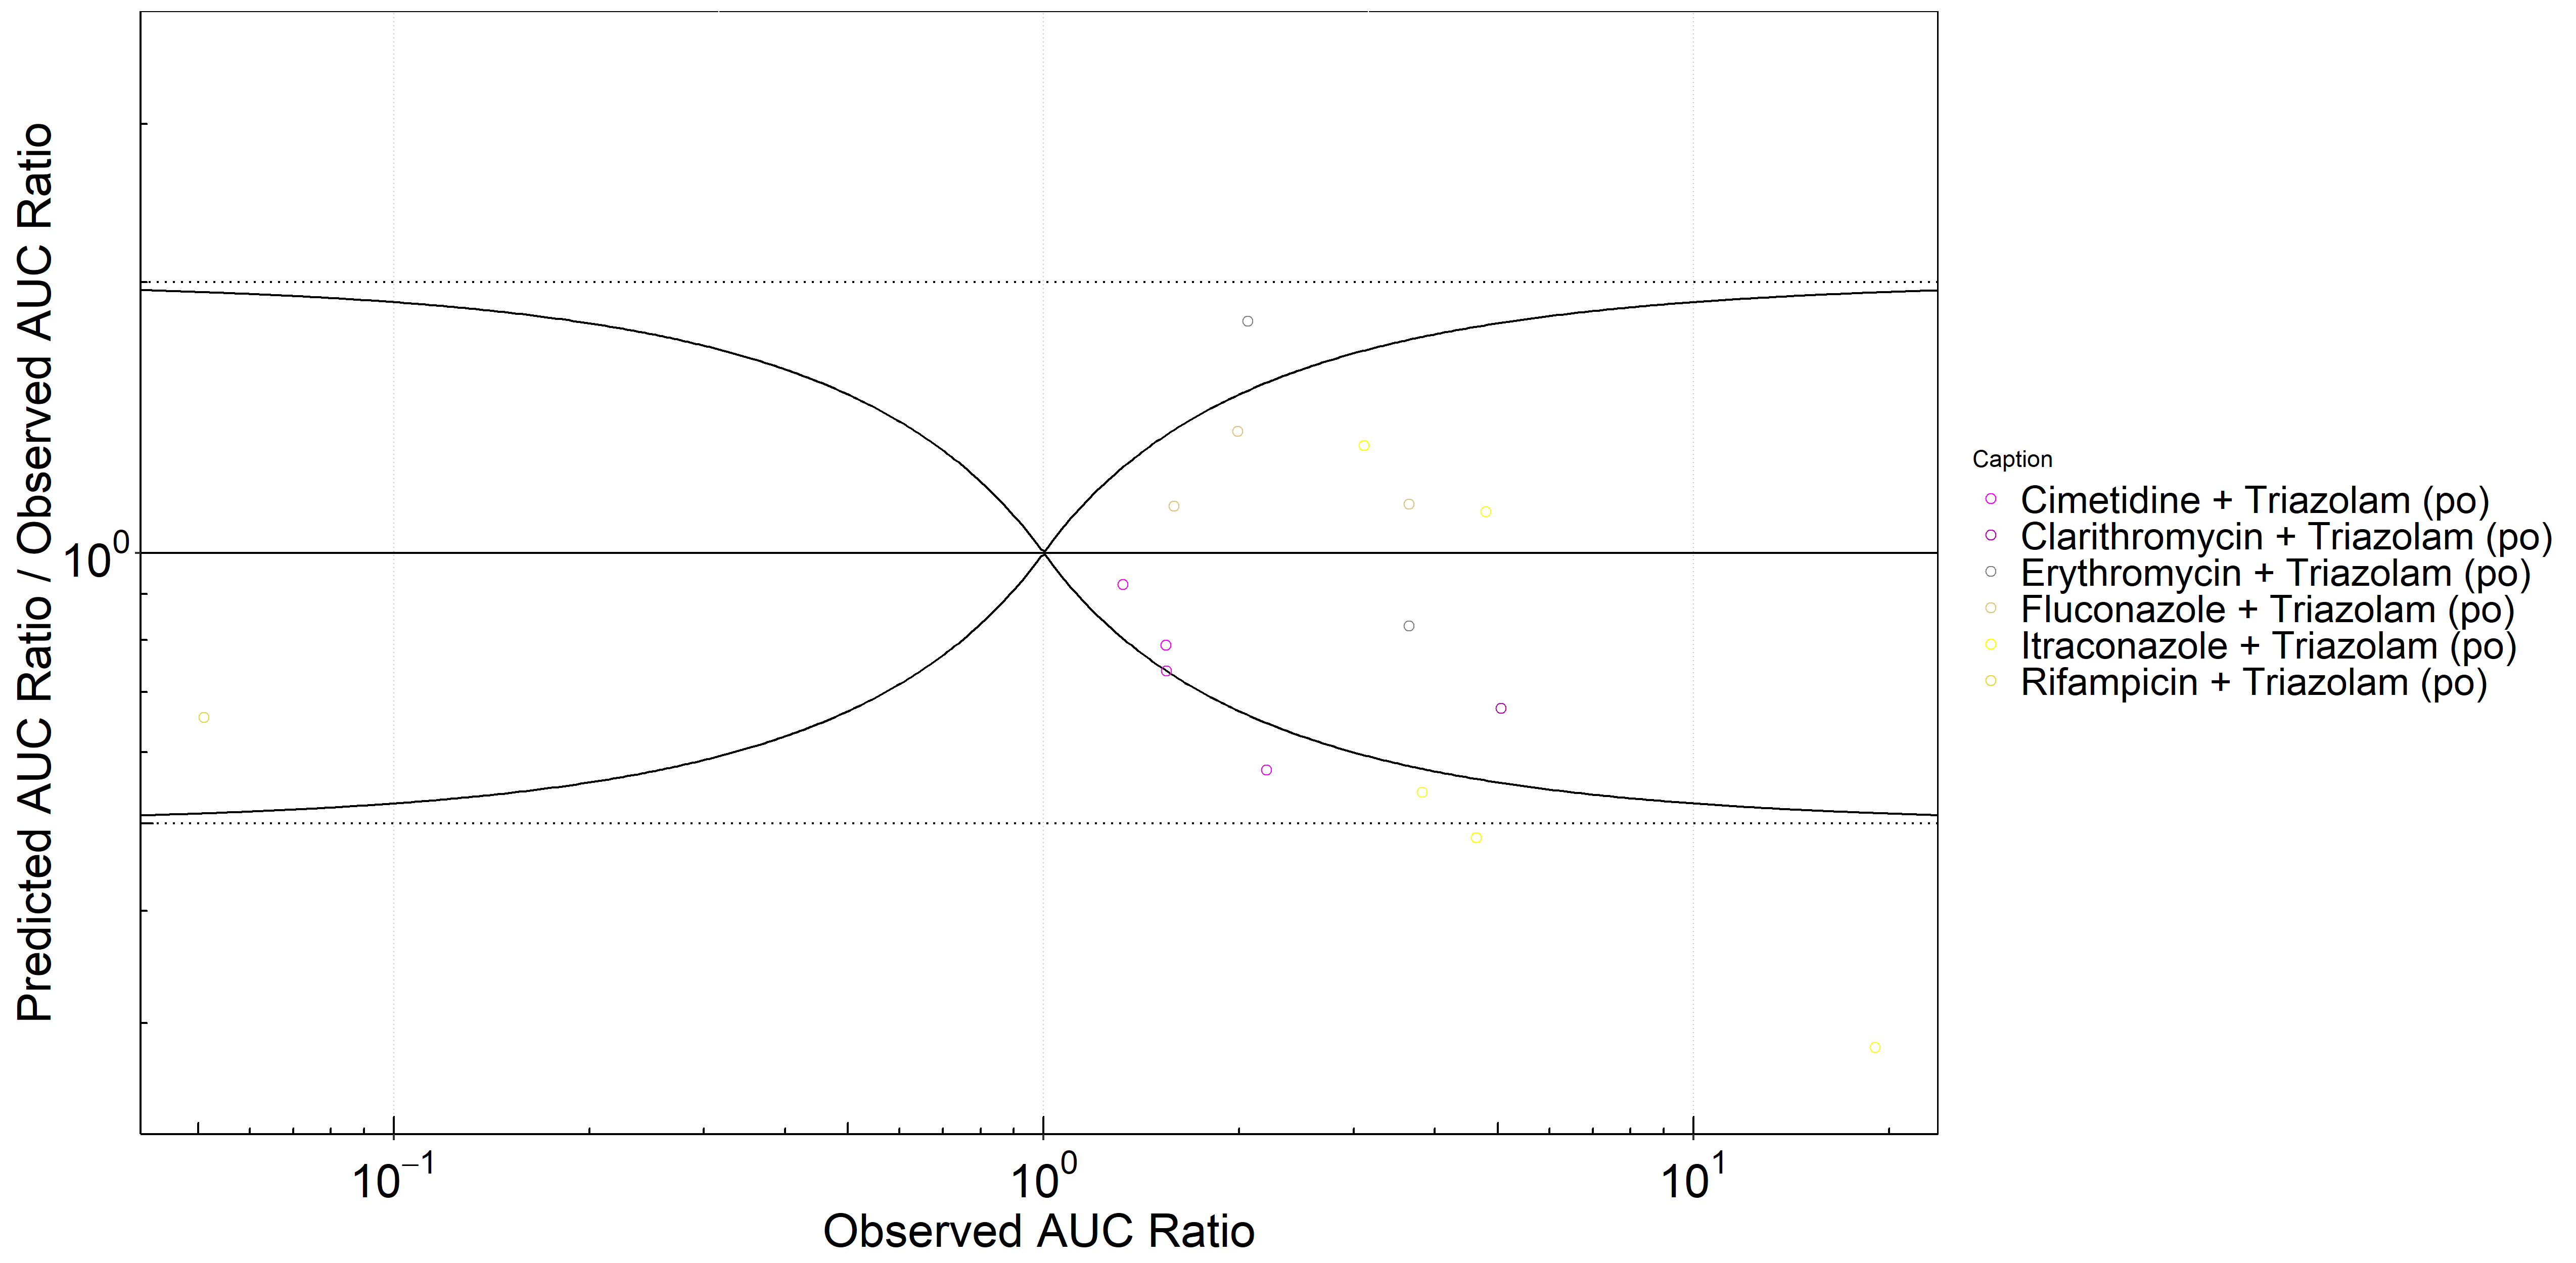 Predicted AUC Ratio / Observed AUC Ratio
10⁰
10⁻¹
10⁰
10¹
Observed AUC Ratio
Caption
Cimetidine + Triazolam (po)
Clarithromycin + Triazolam (po)
Erythromycin + Triazolam (po)
Fluconazole + Triazolam (po)
Itraconazole + Triazolam (po)
Rifampicin + Triazolam (po)